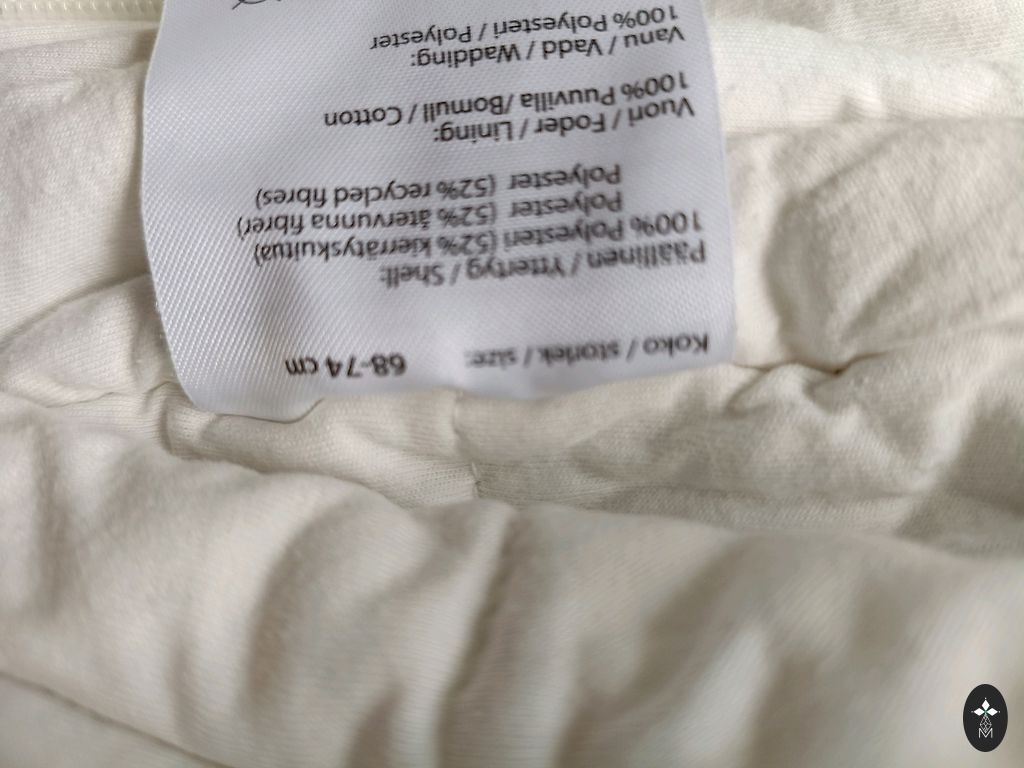 Koko / storlek / size: 68-74 cm
Päällinen / Yttertyg / Shell:
100% Polyesteri (52% kierrätyskuitua)
Polyester (52% återvunna fibrer)
Polyester (52% recycled fibres)
Vuori / Foder / Lining:
100% Puuvilla /Bomull / Cotton
Vanu / Vadd / Wadding:
100% Polyesteri / Polyester
M